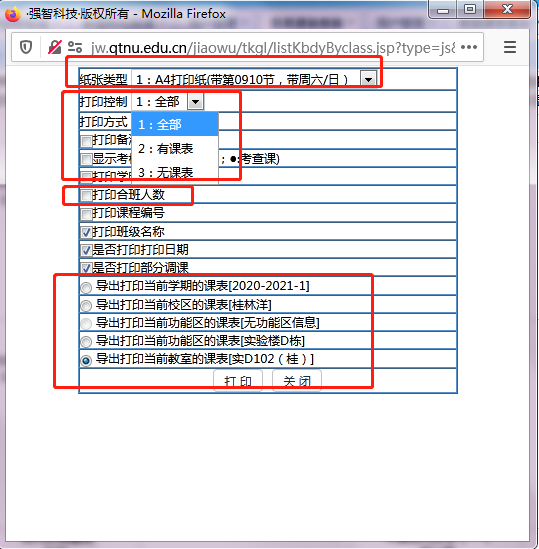 ·强智科技·版权所有 - Mozilla Firefox
jw.qtnu.edu.cn/jiaowu/tkgl/listKbdyByclass.jsp?type=js&
纸张类型 1：A4打印纸(带第0910节，带周六/日）
打印控制 1：全部
打印方式 1：全部
打印备
2：有课表
显示考 ；●:考查课)
打印学 3：无课表
打印合班人数
打印课程编号
打印班级名称
是否打印打印日期
是否打印部分调课
导出打印当前学期的课表[2020-2021-1]
导出打印当前校区的课表[桂林洋]
导出打印当前功能区的课表[无功能区信息]
导出打印当前功能区的课表[实验楼D栋]
导出打印当前教室的课表[实D102（桂）]
打 印 关 闭